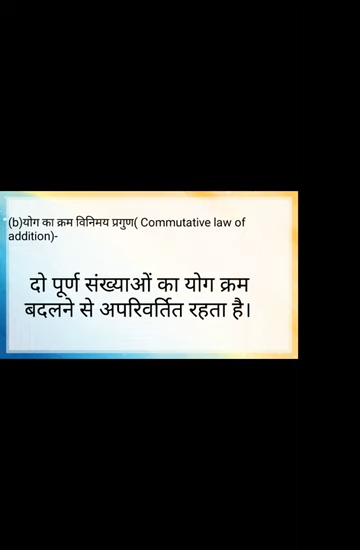 (b)योग का क्रम विनिमय प्रगुण( Commutative law of
addition)-
दो पूर्ण संख्याओं का योग क्रम
बदलने से अपरिवर्तित रहता है।